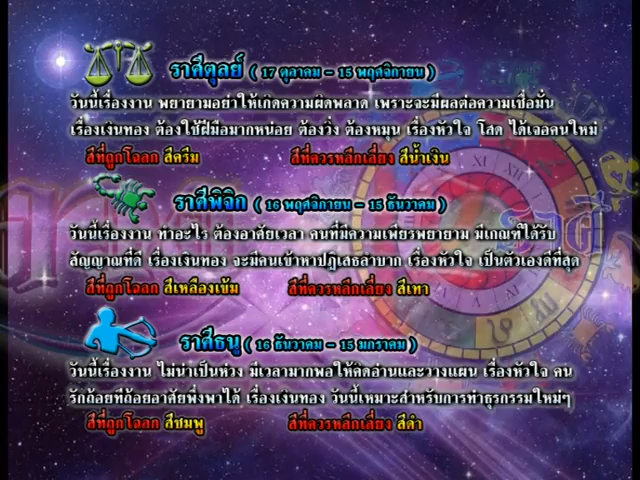 ราศีตุลย์ ( 17 ตุลาคม - 15 พฤศจิกายน )
วันนี้เรื่องงาน พยายามอย่าให้เกิดความผิดพลาด เพราะจะมีผลต่อความเชื่อมั่น
เรื่องเงินทอง ต้องใช้ฝีมือมากหน่อย ต้องวิ่ง ต้องหมุน เรื่องหัวใจ โสด ได้เจอคนใหม่
สีที่ถูกโฉลก สีครีม สีที่ควรหลีกเลี่ยง สีน้ำเงิน
ราศีพิจิก ( 16 พฤศจิกายน - 15 ธันวาคม )
วันนี้เรื่องงาน ทำอะไร ต้องอาศัยเวลา คนที่มีความเพียรพยายาม มีเกณฑ์ได้รับ
สัญญาณที่ดี เรื่องเงินทอง จะมีคนเข้าหาปฏิเสธลำบาก เรื่องหัวใจ เป็นตัวเองดีที่สุด
สีที่ถูกโฉลก สีเหลืองเข้ม สีที่ควรหลีกเลี่ยง สีเทา
ราศีธนู ( 16 ธันวาคม - 15 มกราคม )
วันนี้เรื่องงาน ไม่น่าเป็นห่วง มีเวลามากพอให้คิดอ่านและวางแผน เรื่องหัวใจ คน
รักถ้อยทีถ้อยอาศัยพึ่งพาได้ เรื่องเงินทอง วันนี้เหมาะสำหรับการทำธุรกรรมใหม่ๆ
สีที่ถูกโฉลก สีชมพู สีที่ควรหลีกเลี่ยง สีดำ